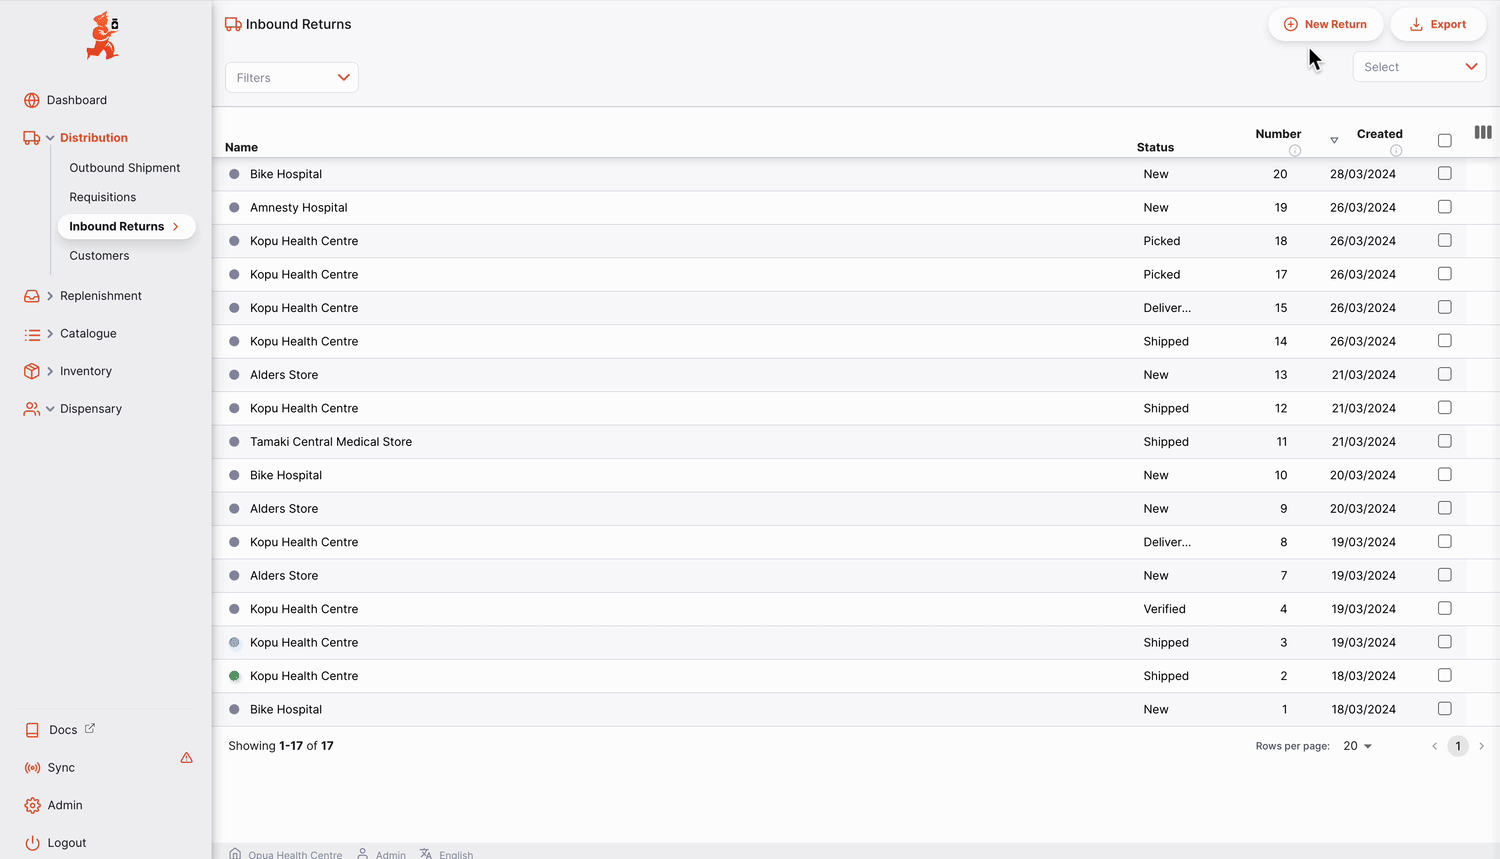 Inbound Returns
New Return
Export
Filters
Select
Dashboard
Distribution
Outbound Shipment
Requisitions
Inbound Returns
Customers
Replenishment
Catalogue
Inventory
Dispensary
Docs
Sync
Admin
Logout
Name Status Number Created
Bike Hospital New 20 28/03/2024
Amnesty Hospital New 19 26/03/2024
Kopu Health Centre Picked 18 26/03/2024
Kopu Health Centre Picked 17 26/03/2024
Kopu Health Centre Deliver... 15 26/03/2024
Kopu Health Centre Shipped 14 26/03/2024
Alders Store New 13 21/03/2024
Kopu Health Centre Shipped 12 21/03/2024
Tamaki Central Medical Store Shipped 11 21/03/2024
Bike Hospital New 10 20/03/2024
Alders Store New 9 20/03/2024
Kopu Health Centre Deliver... 8 19/03/2024
Alders Store New 7 19/03/2024
Kopu Health Centre Verified 4 19/03/2024
Kopu Health Centre Shipped 3 19/03/2024
Kopu Health Centre Shipped 2 18/03/2024
Bike Hospital New 1 18/03/2024
Showing 1-17 of 17 Rows per page: 20 1
Opua Health Centre Admin English